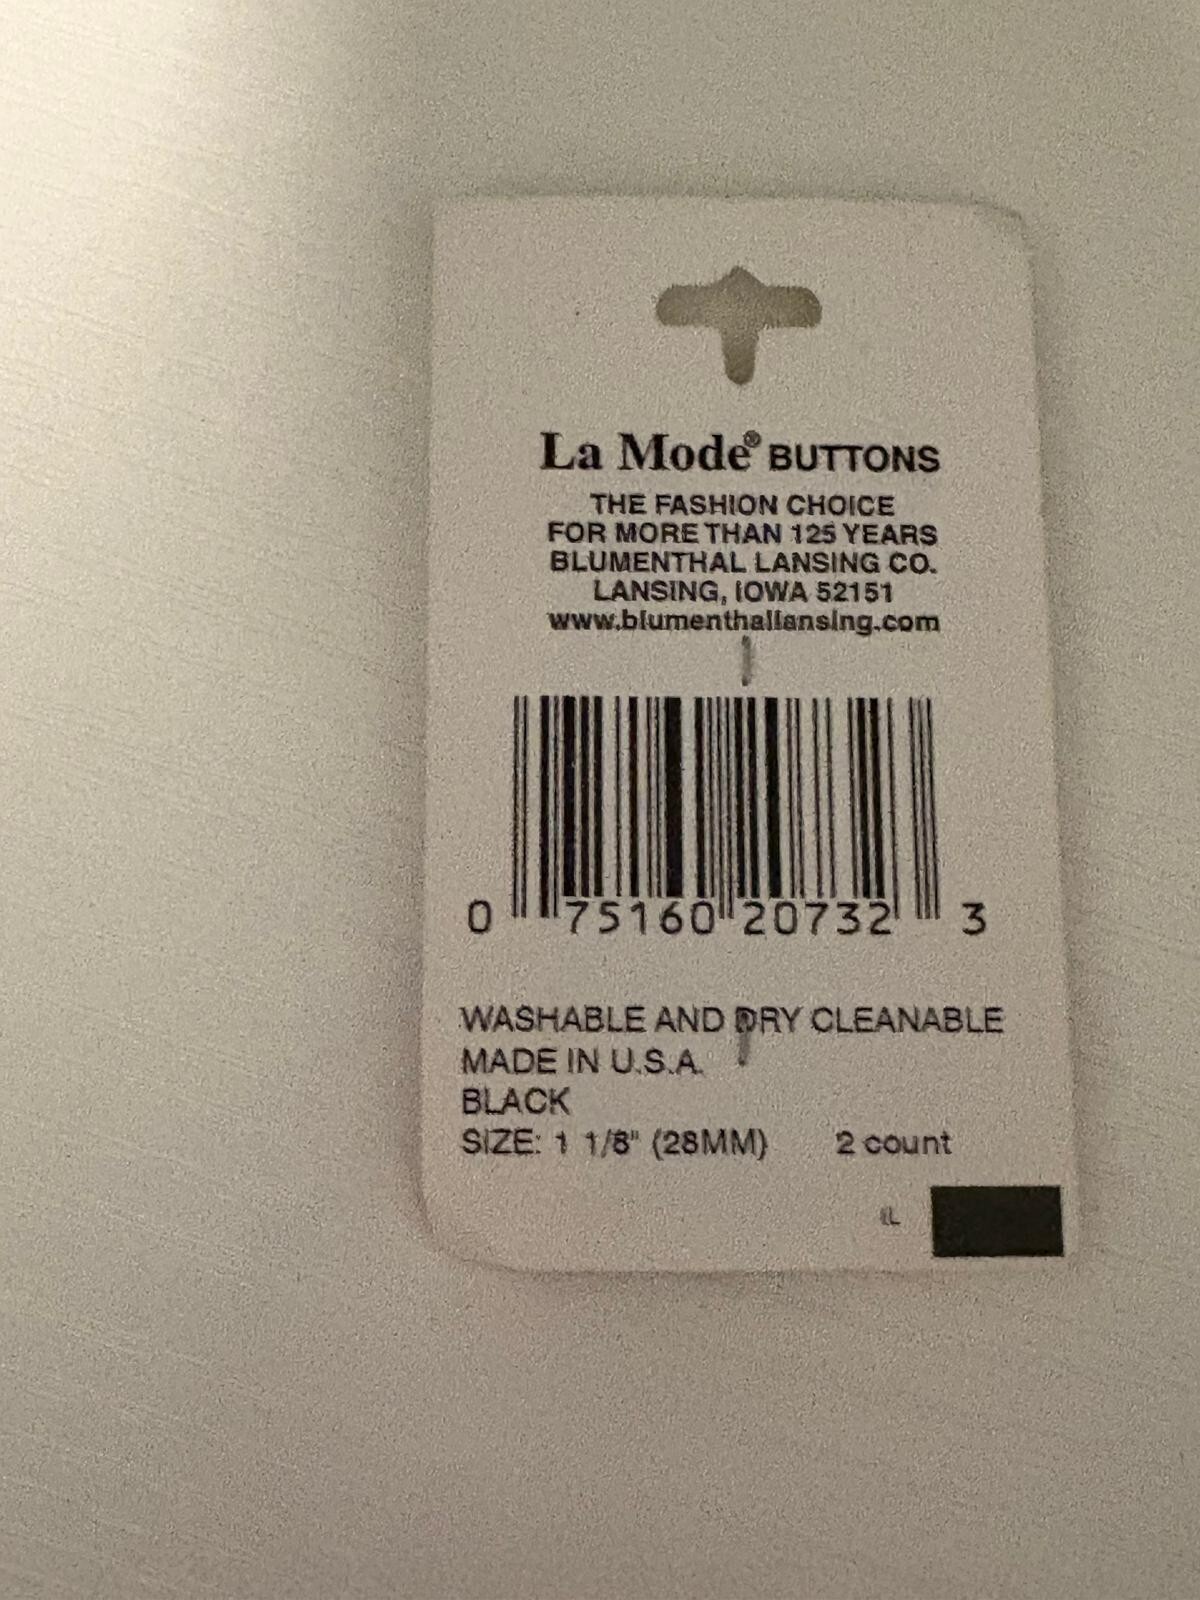 La Mode® BUTTONS
THE FASHION CHOICE
FOR MORE THAN 125 YEARS
BLUMENTHAL LANSING CO.
LANSING, IOWA 52151
www.blumenthallansing.com
0 75160 20732 3
WASHABLE AND DRY CLEANABLE
MADE IN U.S.A.
BLACK
SIZE: 1 1/8" (28MM) 2 count